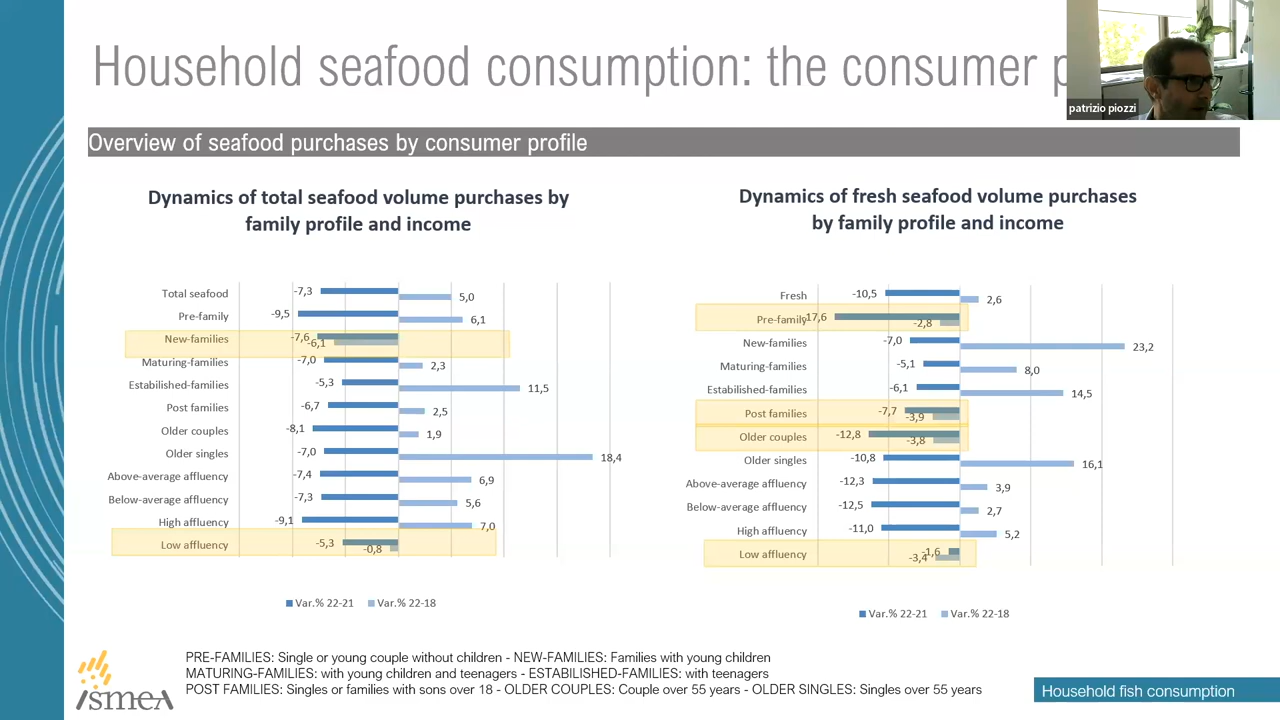 Household seafood consumption: the consumer p
patrizio piozzi
Overview of seafood purchases by consumer profile
Dynamics of total seafood volume purchases by
family profile and income
Total seafood -7,3 5,0
Pre-family -9,5 6,1
New-families -7,6 -6,1
Maturing-families -7,0 2,3
Estabilished-families -5,3 11,5
Post families -6,7 2,5
Older couples -8,1 1,9
Older singles -7,0 18,4
Above-average affluency -7,4 6,9
Below-average affluency -7,3 5,6
High affluency -9,1 7,0
Low affluency -5,3 -0,8
Var.% 22-21 Var.% 22-18
Dynamics of fresh seafood volume purchases
by family profile and income
Fresh -10,5 2,6
Pre-family -17,6 -2,8
New-families -7,0 23,2
Maturing-families -5,1 8,0
Estabilished-families -6,1 14,5
Post families -7,7 -3,9
Older couples -12,8 -3,8
Older singles -10,8 16,1
Above-average affluency -12,3 3,9
Below-average affluency -12,5 2,7
High affluency -11,0 5,2
Low affluency -1,6 -3,4
Var.% 22-21 Var.% 22-18
PRE-FAMILIES: Single or young couple without children - NEW-FAMILIES: Families with young children
MATURING-FAMILIES: with young children and teenagers - ESTABILISHED-FAMILIES: with teenagers
POST FAMILIES: Singles or families with sons over 18 - OLDER COUPLES: Couple over 55 years - OLDER SINGLES: Singles over 55 years
ismea
Household fish consumption